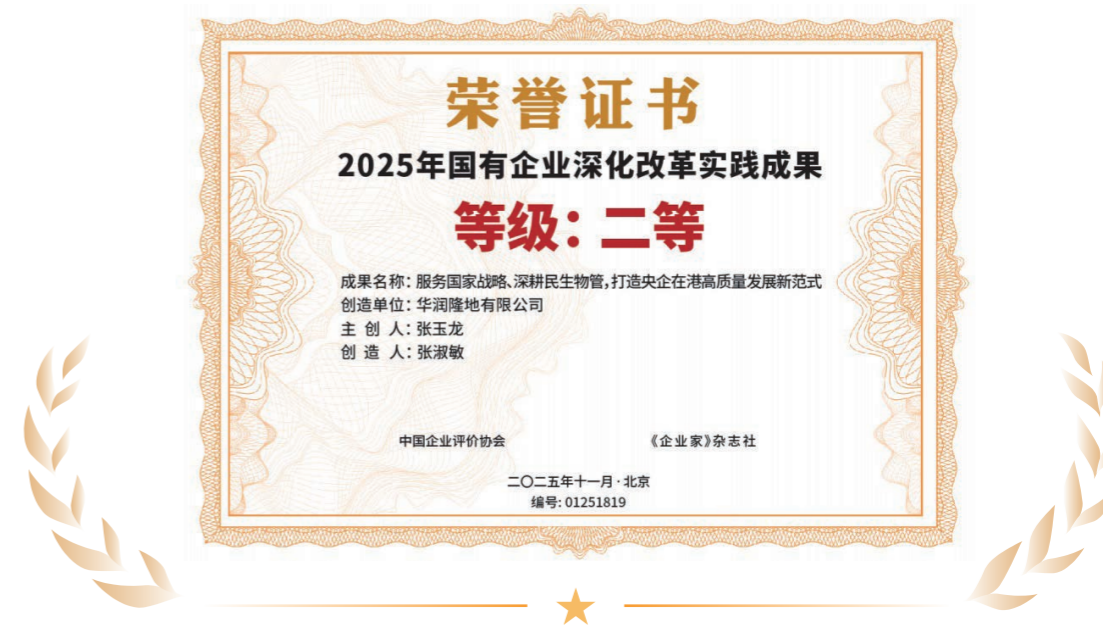 荣誉证书
2025年国有企业深化改革实践成果
等级：二等
成果名称：服务国家战略、深耕民生物管，打造央企在港高质量发展新范式
创造单位：华润隆地有限公司
主创人：张玉龙
创造人：张淑敏
中国企业评价协会 《企业家》杂志社
二〇二五年十一月·北京
编号: 01251819